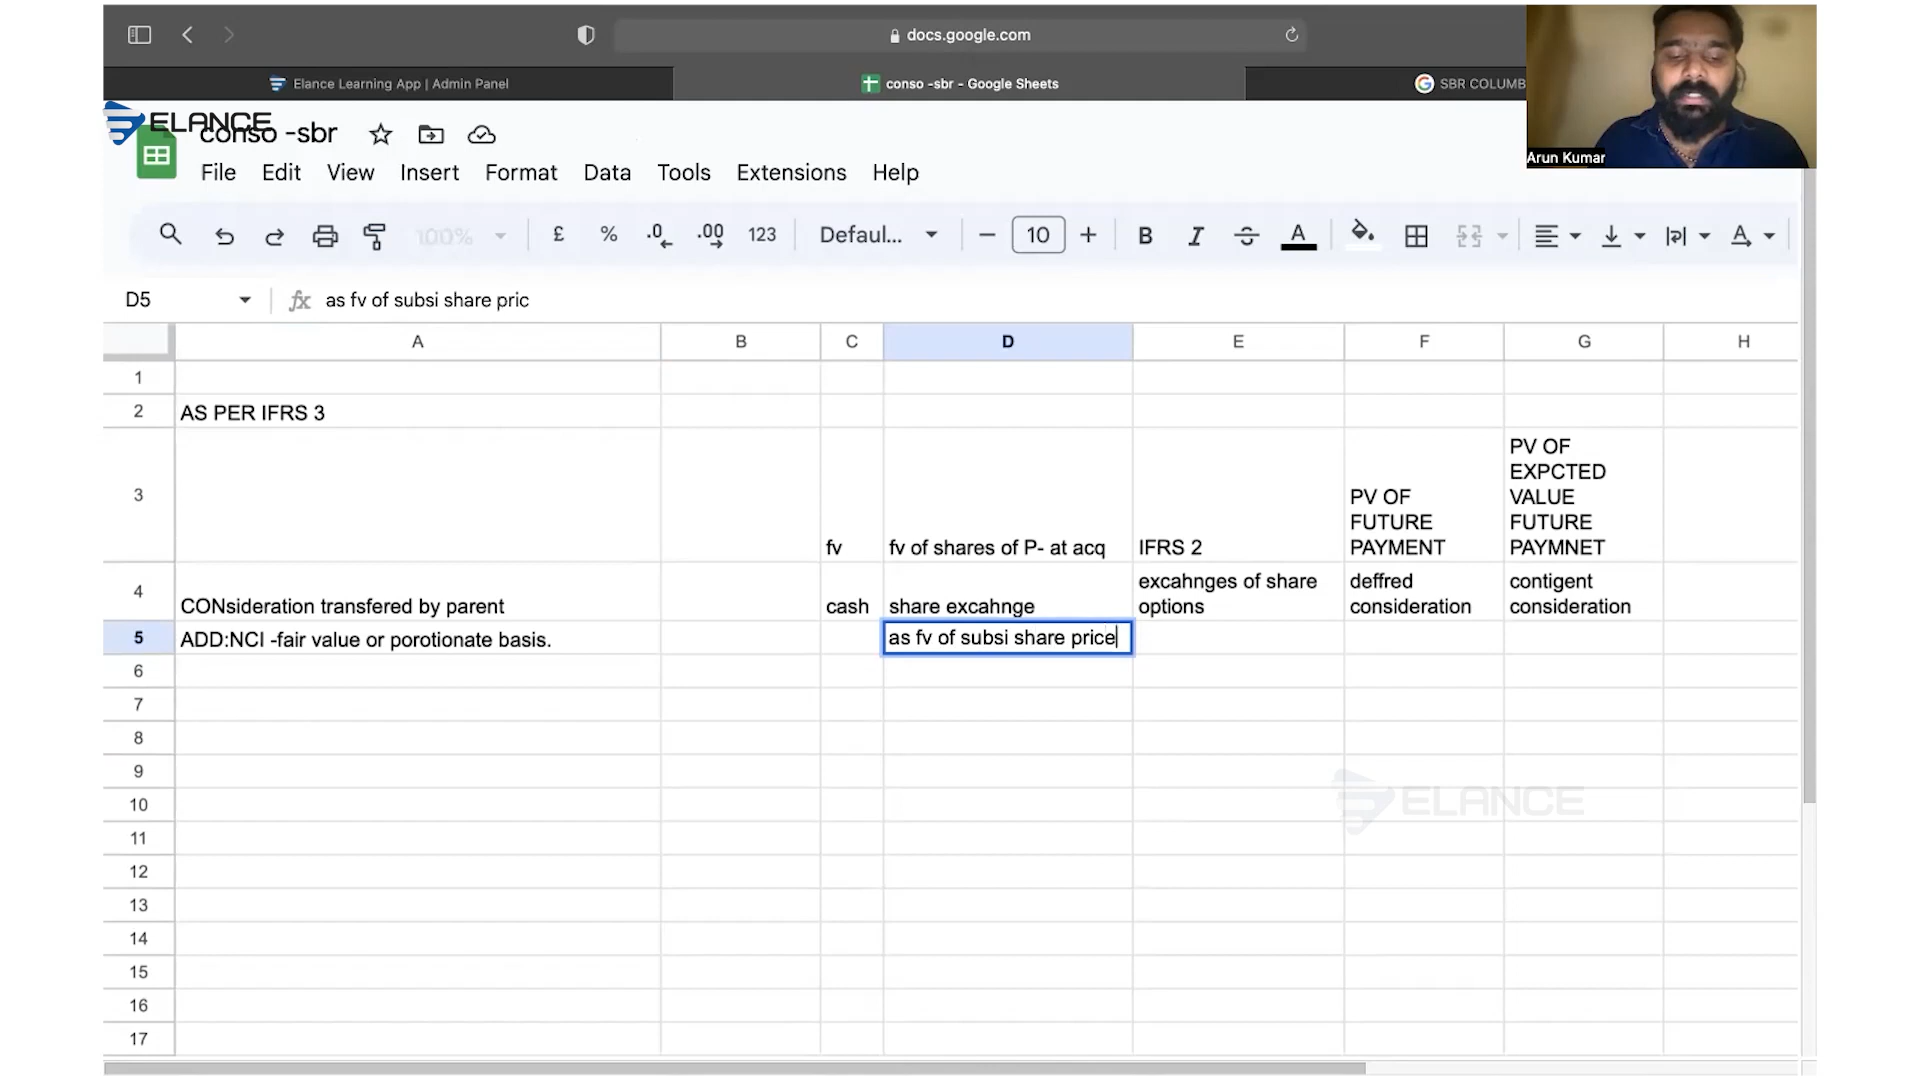 docs.google.com
Elance Learning App | Admin Panel
conso -sbr - Google Sheets
SBR COLUMB
Arun Kumar
ELANCE
conso -sbr
File Edit View Insert Format Data Tools Extensions Help
100% £ % .0 .00 123 Defaul... 10 B I A
D5 fx as fv of subsi share pric
A B C D E F G H
1
2 AS PER IFRS 3
3 fv fv of shares of P- at acq IFRS 2
PV OF
FUTURE
PAYMENT
PV OF
EXPCTED
VALUE
FUTURE
PAYMNET
4 CONsideration transfered by parent cash share excahnge
excahnges of share
options
deffred
consideration
contigent
consideration
5 ADD:NCI -fair value or porotionate basis. as fv of subsi share price
6
7
8
9
10
ELANCE
11
12
13
14
15
16
17